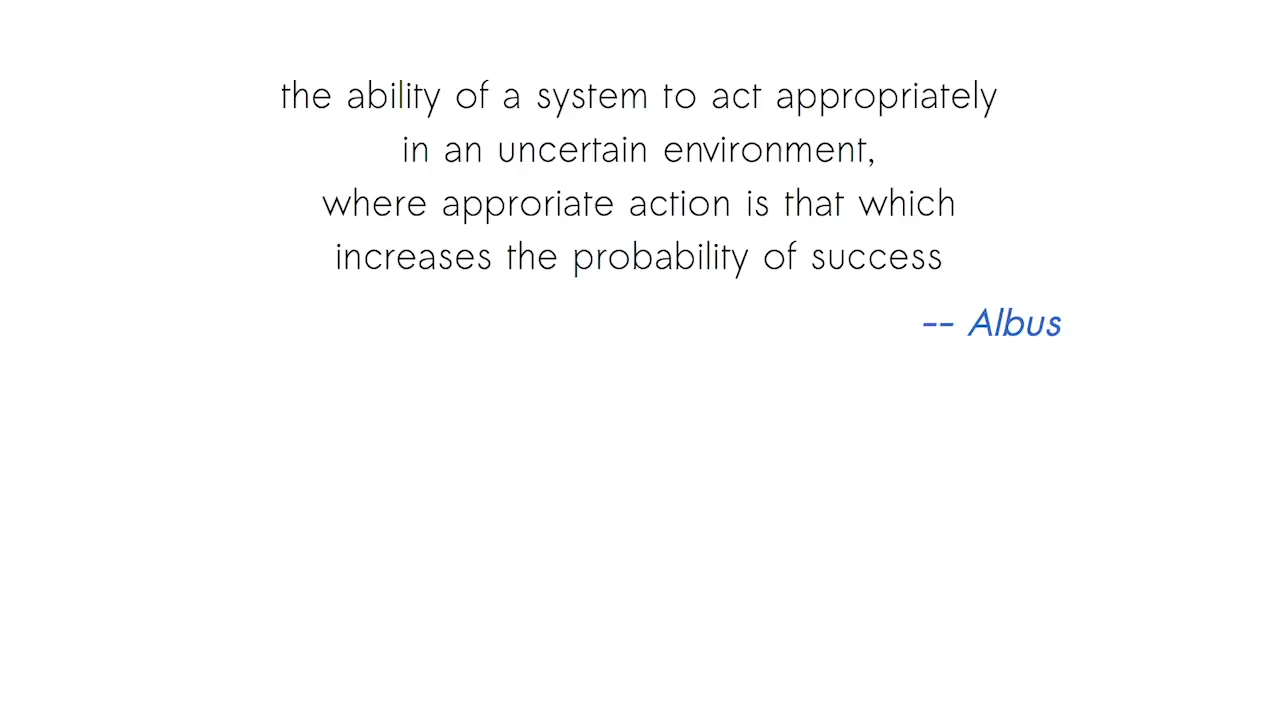 the ability of a system to act appropriately
in an uncertain environment,
where approriate action is that which
increases the probability of success
-- Albus